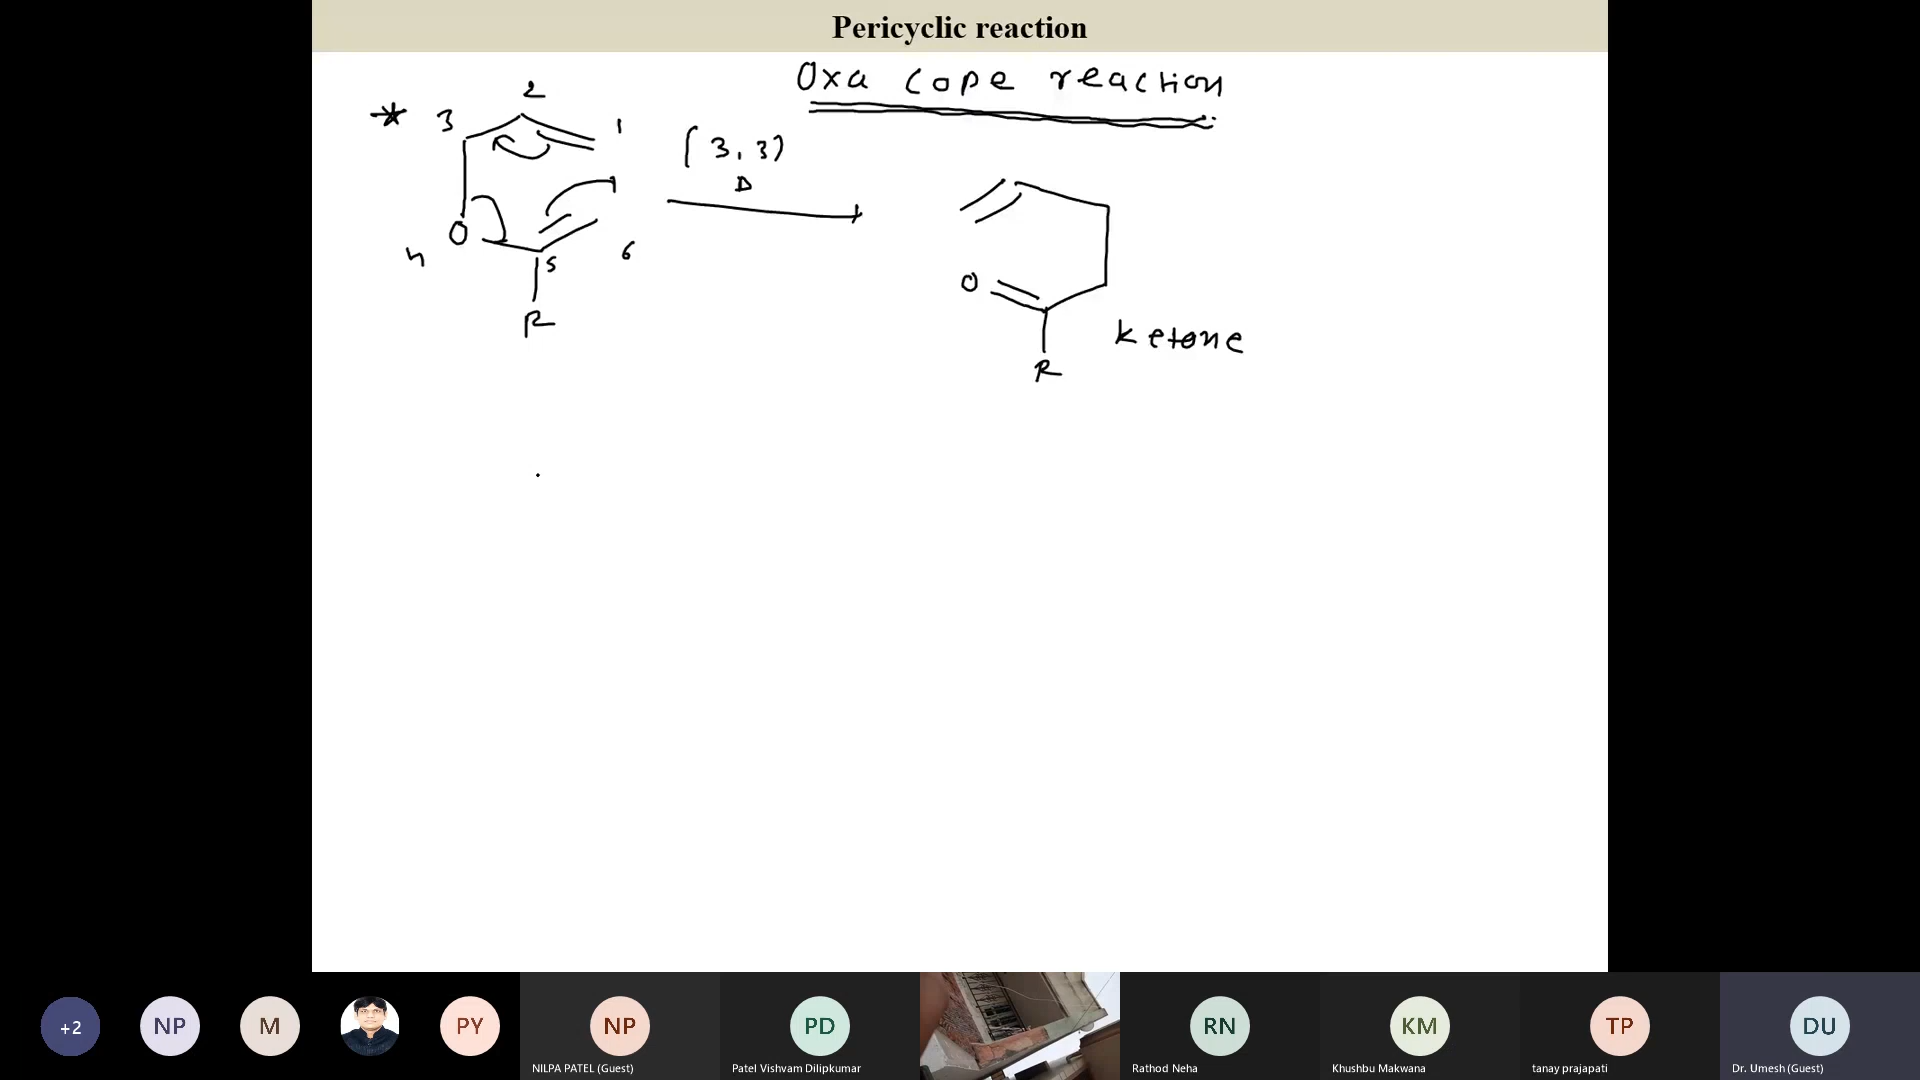 Pericyclic reaction
Oxa cope reaction
2
3
1
(3,3)
Δ
O
4
5
6
R
O
ketone
R
+2
NP
M
PY
NP
PD
RN
KM
TP
DU
NILPA PATEL (Guest)
Patel Vishvam Dilipkumar
Rathod Neha
Khushbu Makwana
tanay prajapati
Dr. Umesh (Guest)